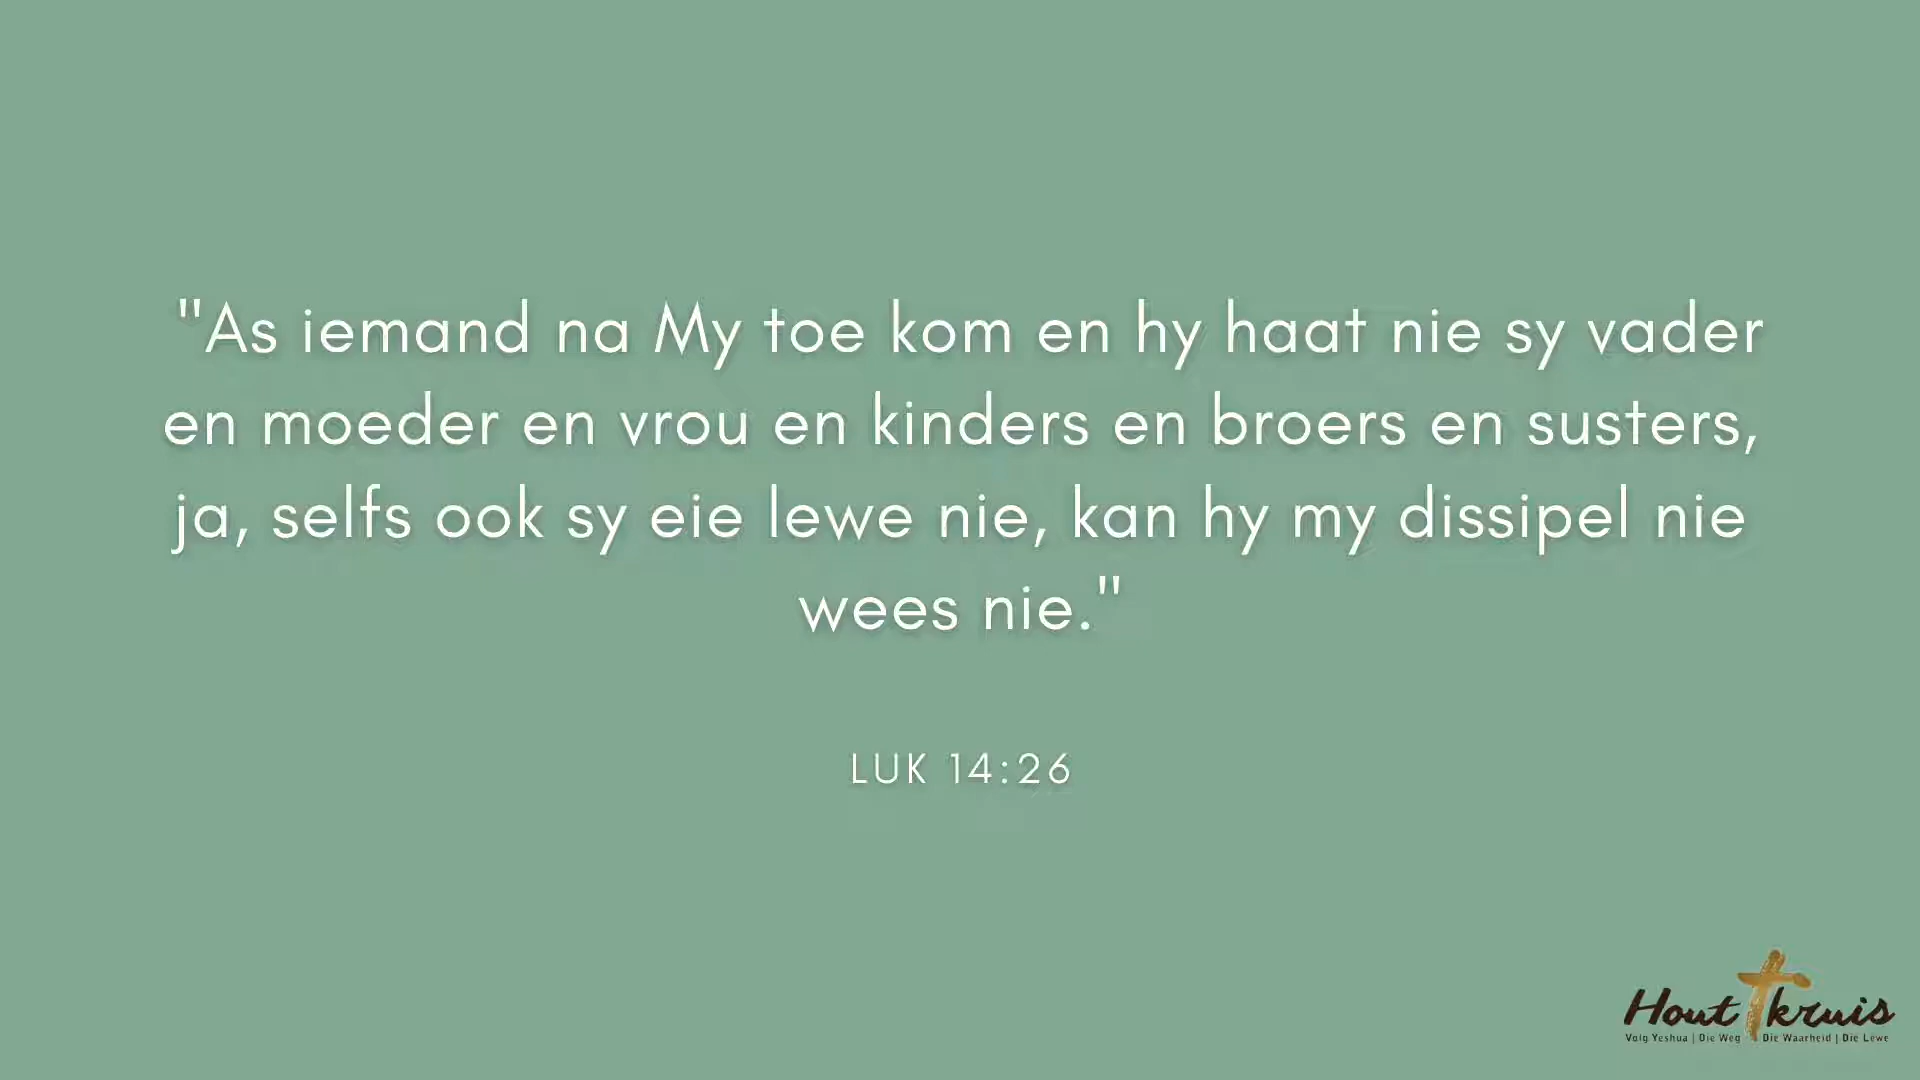 "As iemand na My toe kom en hy haat nie sy vader
en moeder en vrou en kinders en broers en susters,
ja, selfs ook sy eie lewe nie, kan hy my dissipel nie
wees nie."
LUK 14:26
Hout kruis
Volg Yeshua | Die Weg Die Waarheid | Die Lewe